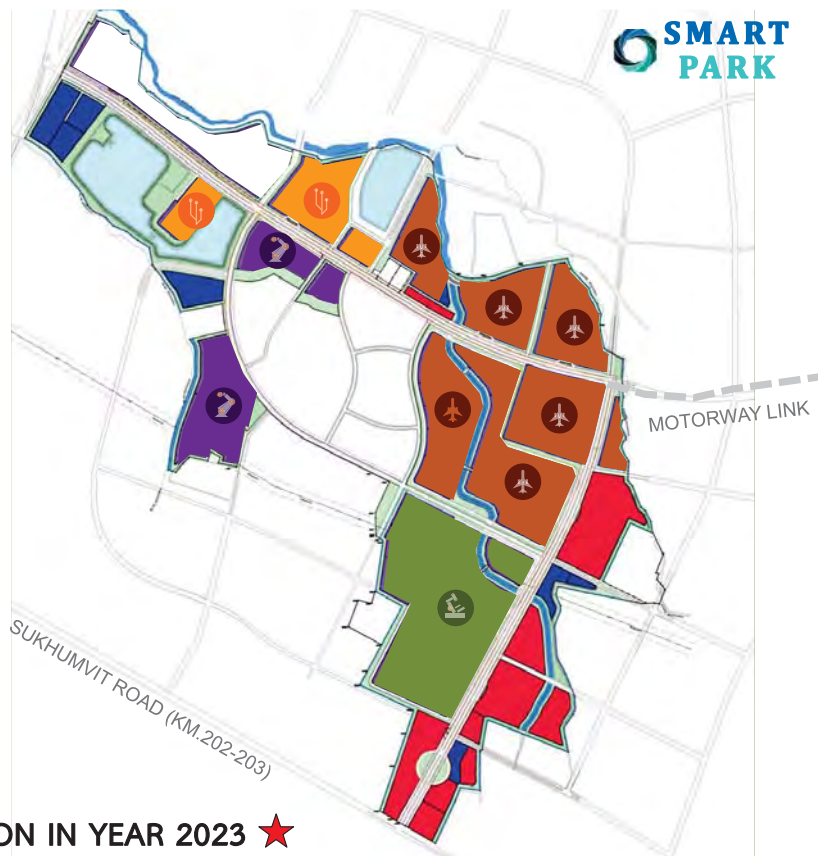 SMART
PARK
MOTORWAY LINK
SUKHUMVIT ROAD (KM.202-203)
ON IN YEAR 2023